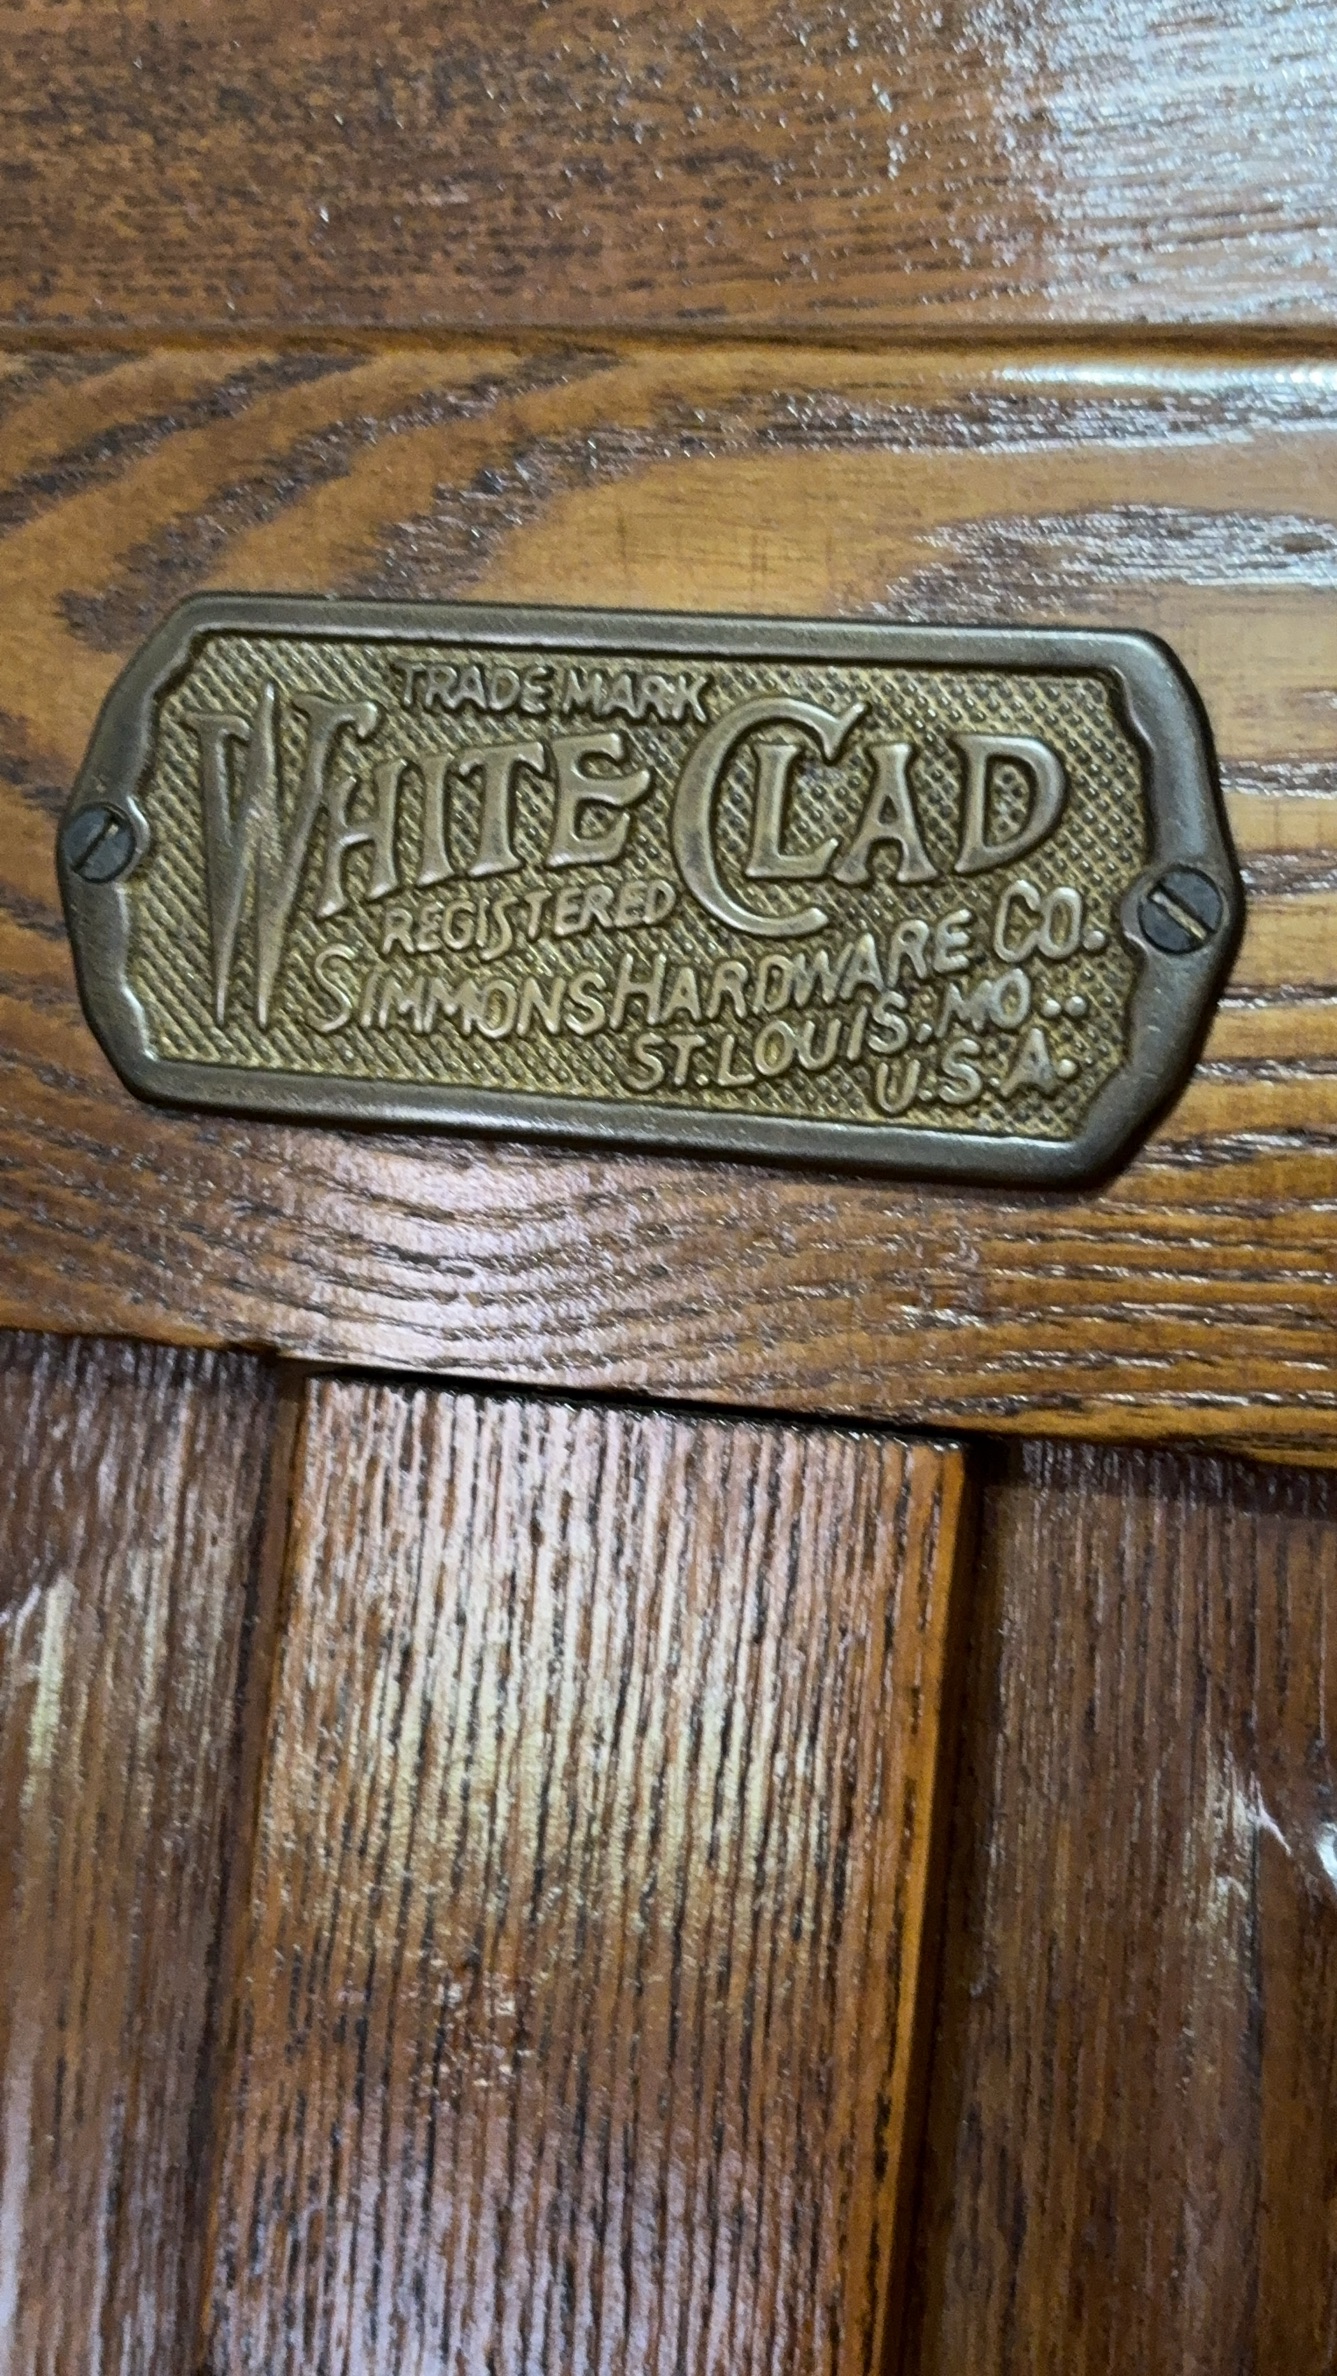 TRADE MARK
WHITE CLAD
REGISTERED
SIMMONS HARDWARE CO.
ST. LOUIS. MO..
U.S.A.